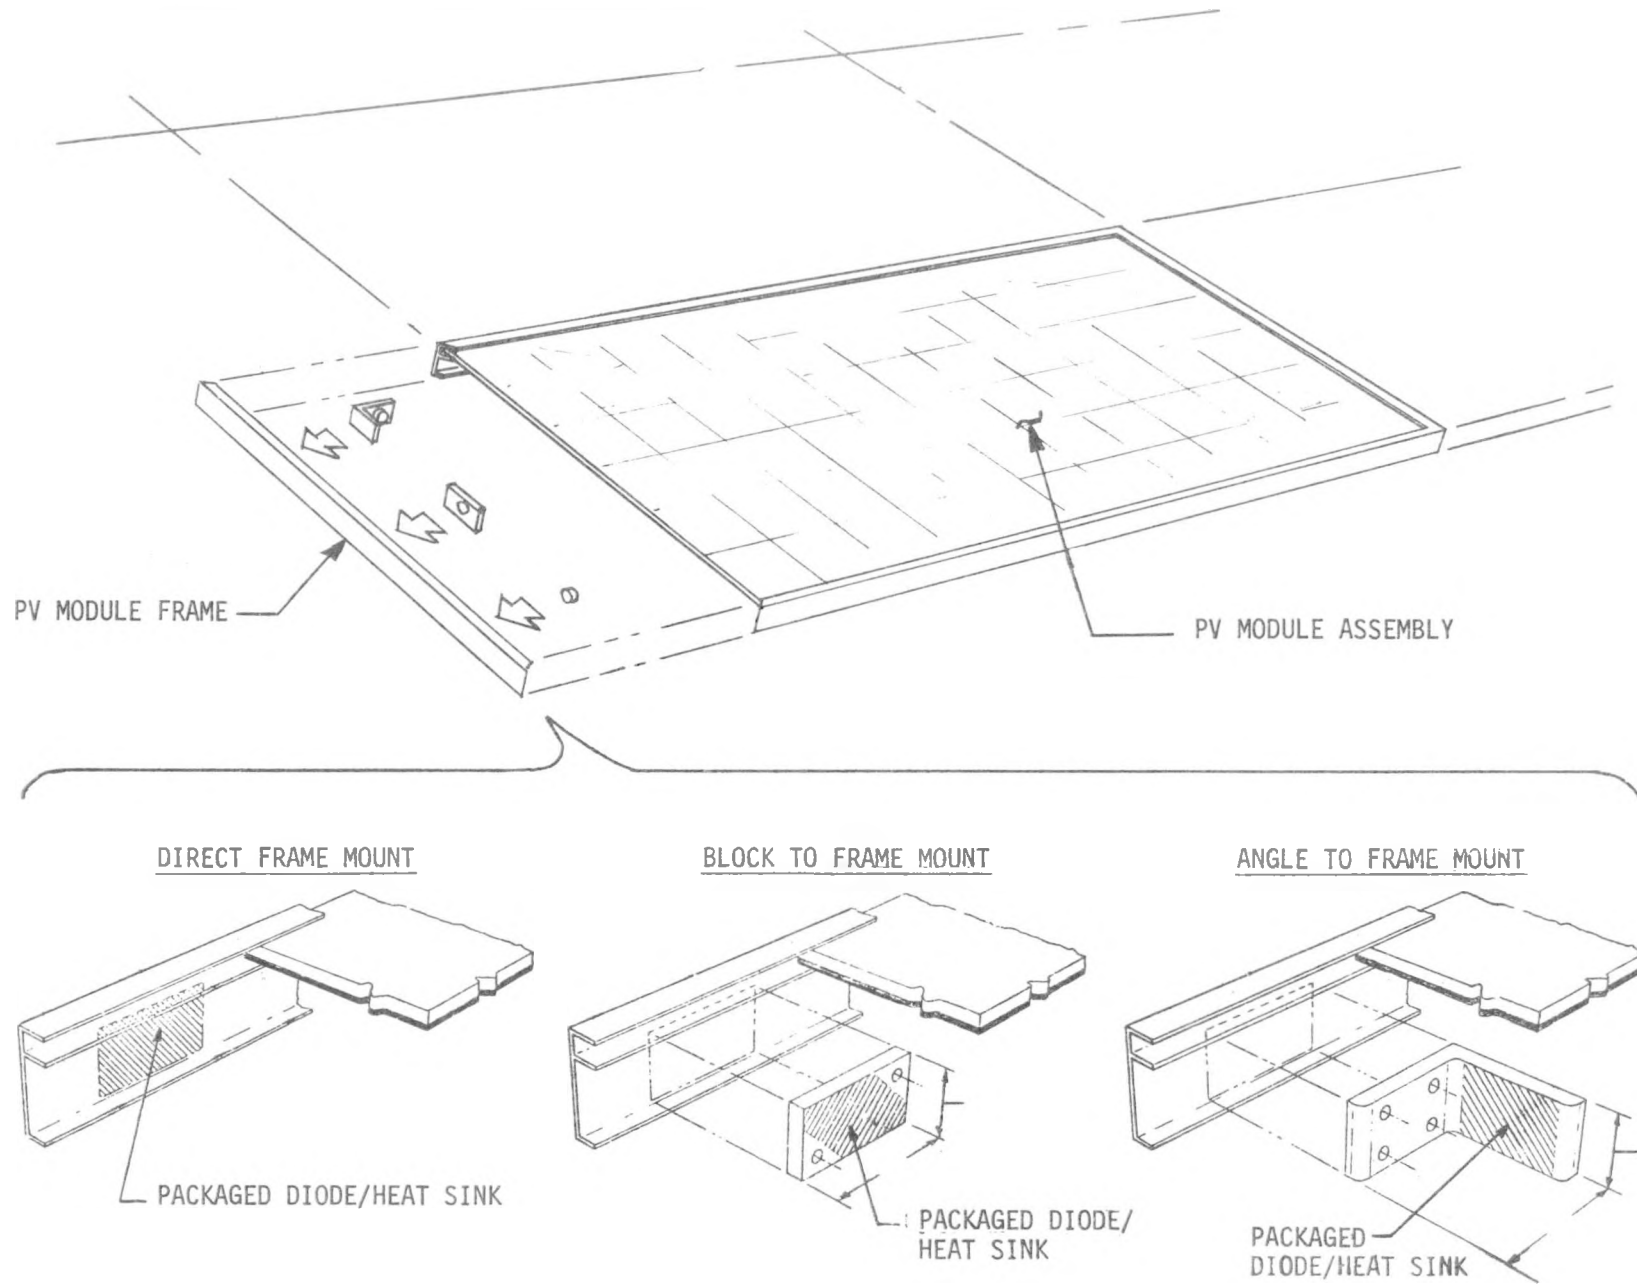 PV MODULE FRAME
PV MODULE ASSEMBLY
DIRECT FRAME MOUNT
BLOCK TO FRAME MOUNT
ANGLE TO FRAME MOUNT
PACKAGED DIODE/HEAT SINK
PACKAGED DIODE/
HEAT SINK
PACKAGED
DIODE/HEAT SINK